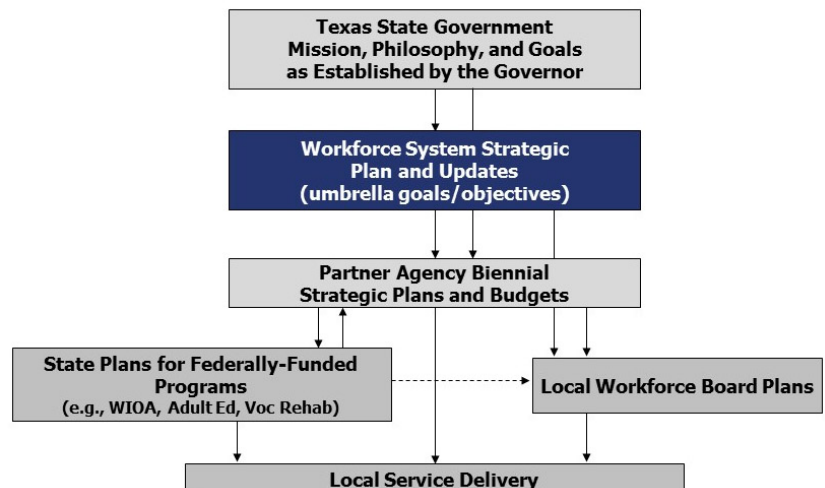 Texas State Government
Mission, Philosophy, and Goals
as Established by the Governor
Workforce System Strategic
Plan and Updates
(umbrella goals/objectives)
Partner Agency Biennial
Strategic Plans and Budgets
State Plans for Federally-Funded
Programs
(e.g., WIOA, Adult Ed, Voc Rehab)
Local Workforce Board Plans
Local Service Delivery